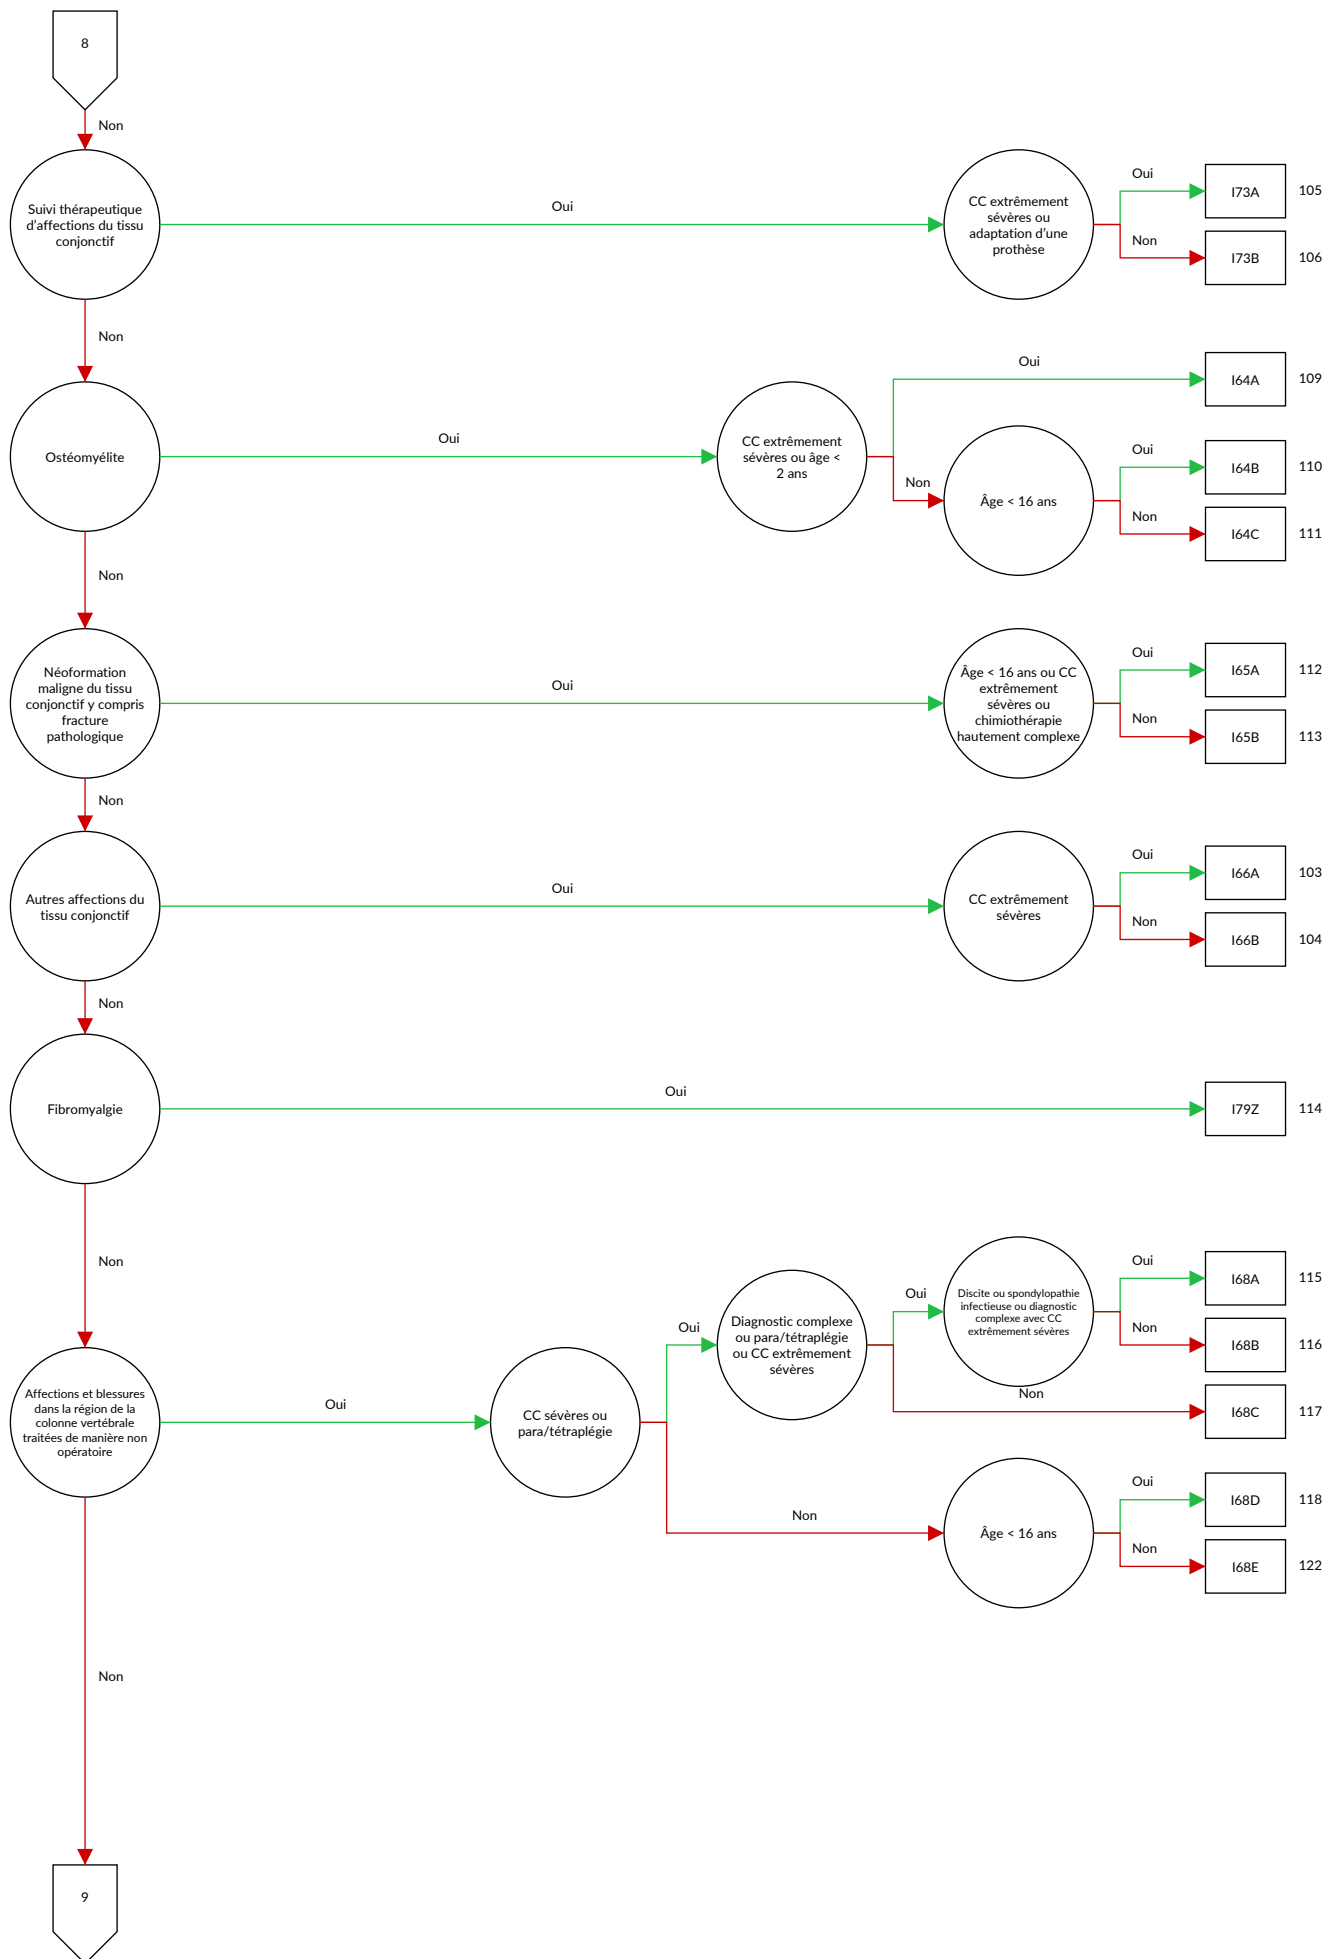 8
Non
Suivi thérapeutique
d'affections du tissu
conjonctif
Oui
CC extrêmement
sévères ou
adaptation d'une
prothèse
Oui
I73A
105
Non
I73B
106
Non
Ostéomyélite
Oui
CC extrêmement
sévères ou âge <
2 ans
Oui
I64A
109
Non
Âge < 16 ans
Oui
I64B
110
Non
I64C
111
Non
Néoformation
maligne du tissu
conjonctif y compris
fracture
pathologique
Oui
Âge < 16 ans ou CC
extrêmement
sévères ou
chimiothérapie
hautement complexe
Oui
I65A
112
Non
I65B
113
Non
Autres affections du
tissu conjonctif
Oui
CC extrêmement
sévères
Oui
I66A
103
Non
I66B
104
Non
Fibromyalgie
Oui
I79Z
114
Non
Affections et blessures
dans la région de la
colonne vertébrale
traitées de manière non
opératoire
Oui
CC sévères ou
para/tétraplégie
Oui
Diagnostic complexe
ou para/tétraplégie
ou CC extrêmement
sévères
Oui
Discite ou spondylopathie
infectieuse ou diagnostic
complexe avec CC
extrêmement sévères
Oui
I68A
115
Non
I68B
116
Non
I68C
117
Non
Âge < 16 ans
Oui
I68D
118
Non
I68E
122
Non
9